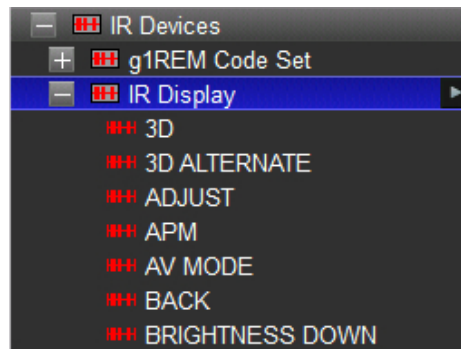 IR Devices
g1REM Code Set
IR Display
3D
3D ALTERNATE
ADJUST
APM
AV MODE
BACK
BRIGHTNESS DOWN